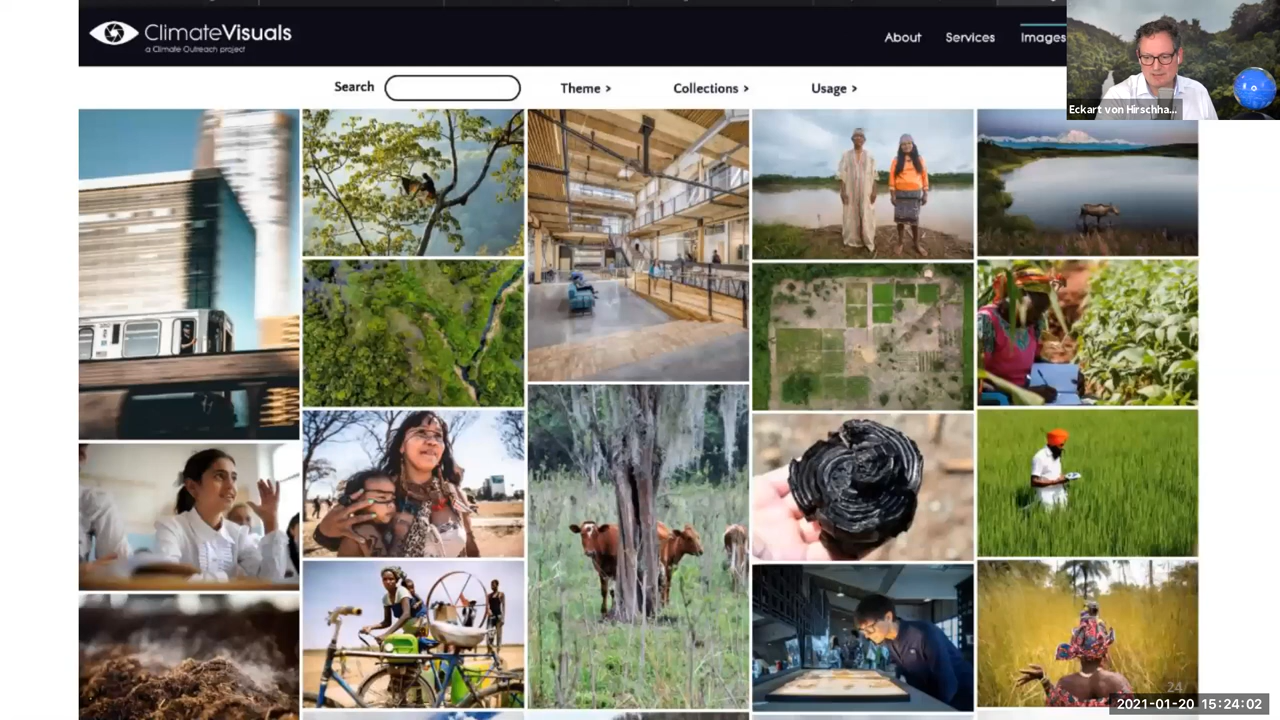 ClimateVisuals
a Climate Outreach project
About Services Images
Search Theme > Collections > Usage >
Eckart von Hirschha...
24
2021-01-20 15:24:02